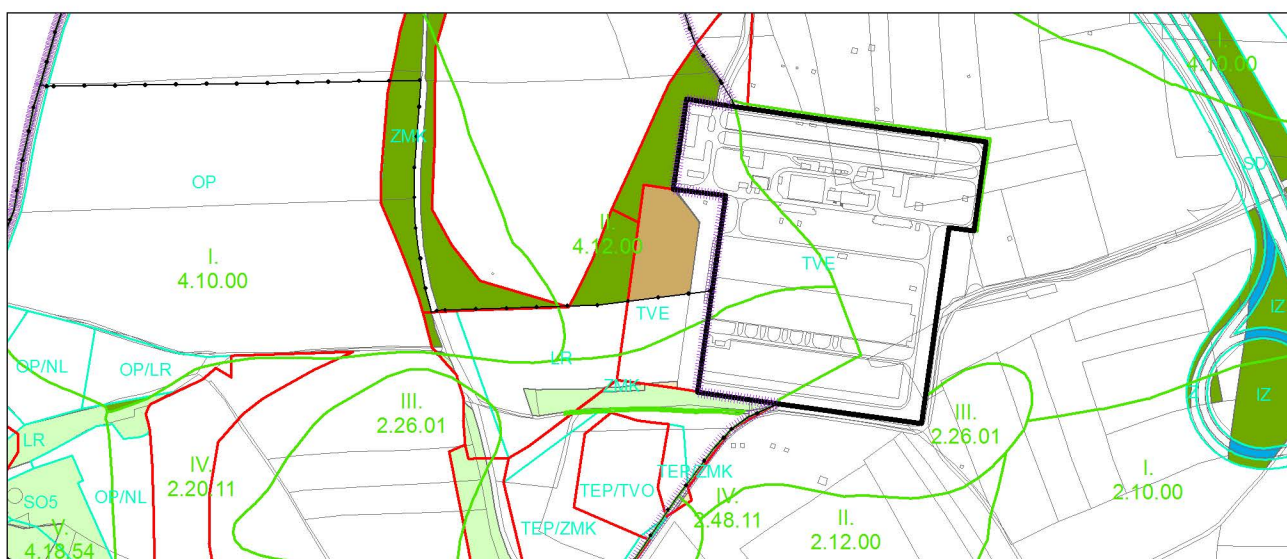 I.
4.10.00
ZMK
SD
OP
II.
4.12.00
I.
4.10.00
TVE
TVE
LR
OP/NL
OP/LR
ZMK
IZ
IZ
IZ
III.
2.26.01
III.
2.26.01
LR
IV.
2.20.11
OP/NL
SO5
V.
4.18.54
TEP/ZMK
TEP/TVO
IV.
2.48.11
TEP/ZMK
I.
2.10.00
II.
2.12.00